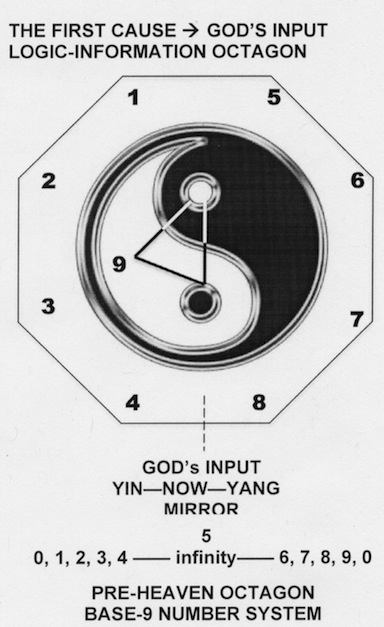 THE FIRST CAUSE → GOD'S INPUT
LOGIC-INFORMATION OCTAGON
1 5
2 6
9
3 7
4 8
GOD's INPUT
YIN—NOW—YANG
MIRROR
5
0, 1, 2, 3, 4 —— infinity—— 6, 7, 8, 9, 0
PRE-HEAVEN OCTAGON
BASE-9 NUMBER SYSTEM